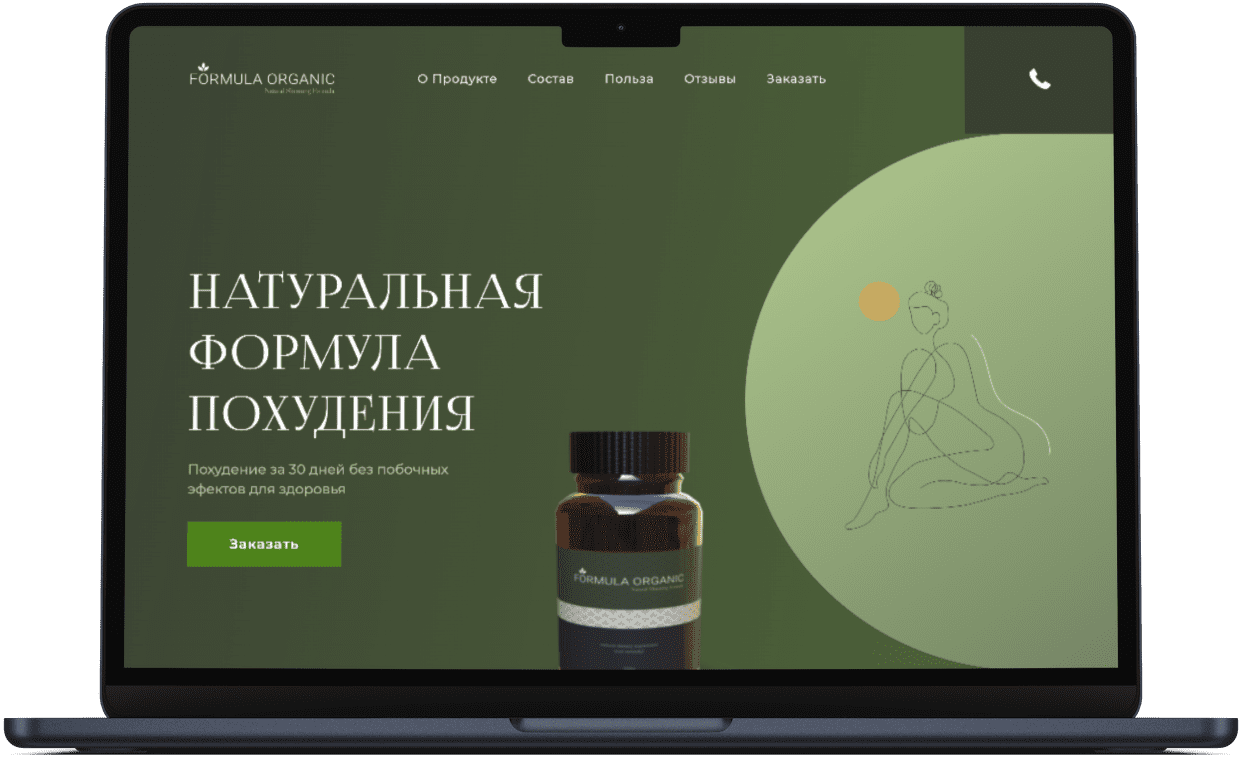 FORMULA ORGANIC
Natural Slimming Formula
О Продукте Состав Польза Отзывы Заказать
НАТУРАЛЬНАЯ
ФОРМУЛА
ПОХУДЕНИЯ
Похудение за 30 дней без побочных
эфектов для здоровья
Заказать
FORMULA ORGANIC
Natural Slimming Formula